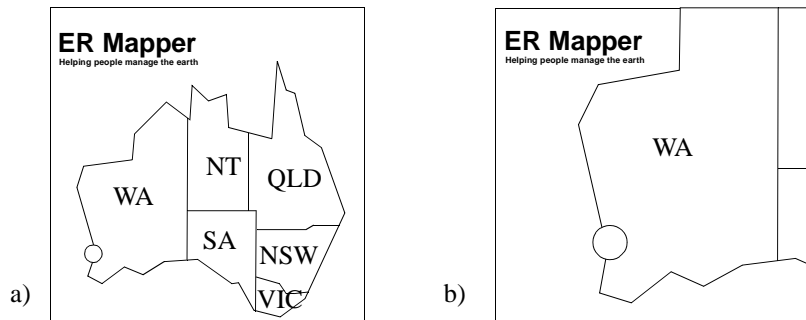 ER Mapper
Helping people manage the earth
NT
QLD
WA
SA
NSW
VIC
a)
ER Mapper
Helping people manage the earth
WA
b)